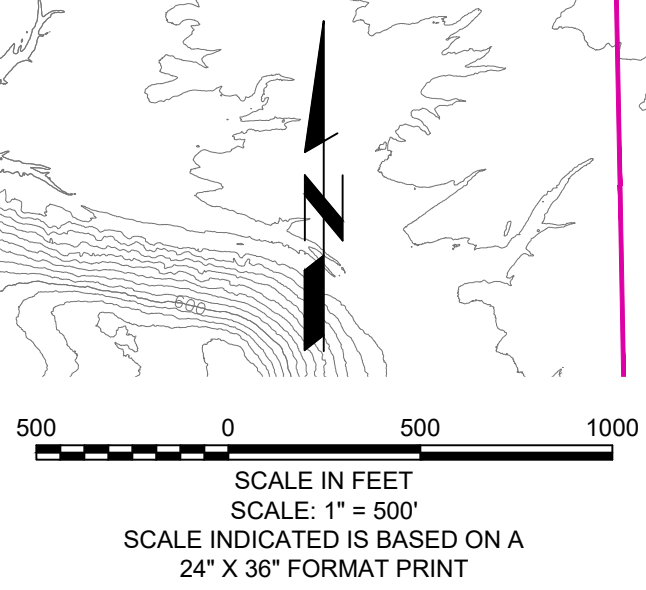 N
600
500 0 500 1000
SCALE IN FEET
SCALE: 1" = 500'
SCALE INDICATED IS BASED ON A
24" X 36" FORMAT PRINT